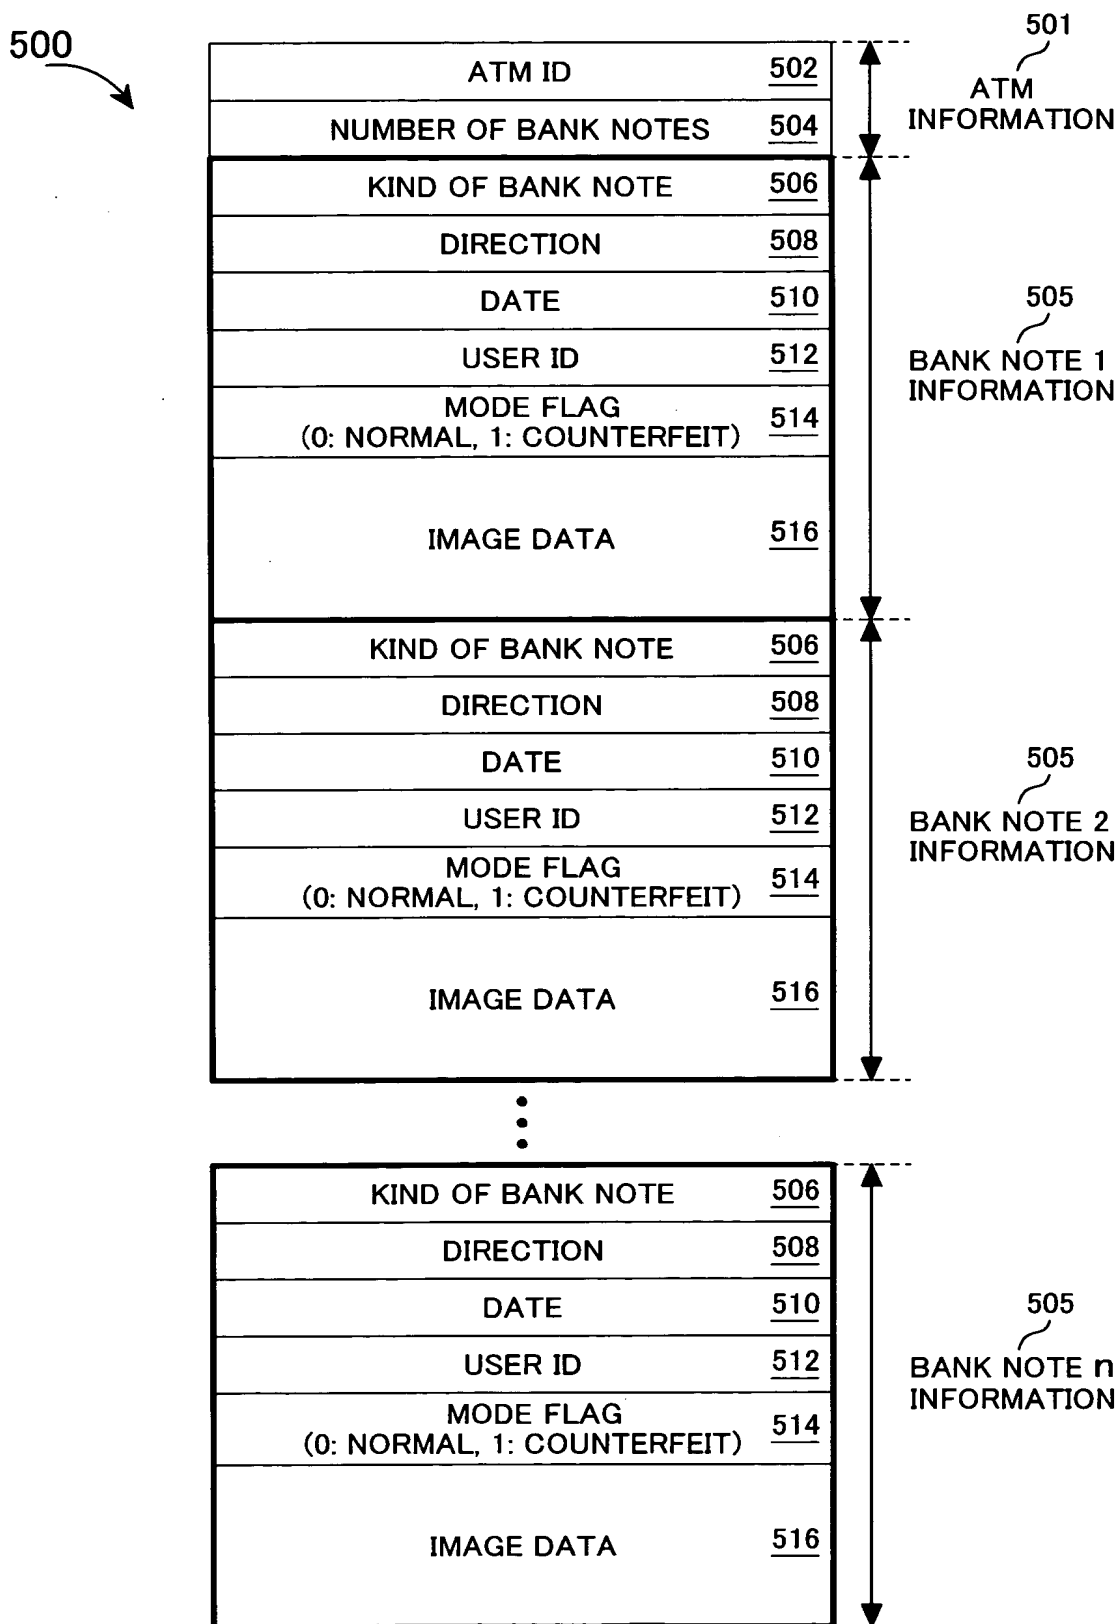 500
501
ATM
INFORMATION
ATM ID 502
NUMBER OF BANK NOTES 504
KIND OF BANK NOTE 506
DIRECTION 508
DATE 510
USER ID 512
MODE FLAG
(0: NORMAL, 1: COUNTERFEIT) 514
IMAGE DATA 516
505
BANK NOTE 1
INFORMATION
KIND OF BANK NOTE 506
DIRECTION 508
DATE 510
USER ID 512
MODE FLAG
(0: NORMAL, 1: COUNTERFEIT) 514
IMAGE DATA 516
505
BANK NOTE 2
INFORMATION
KIND OF BANK NOTE 506
DIRECTION 508
DATE 510
USER ID 512
MODE FLAG
(0: NORMAL, 1: COUNTERFEIT) 514
IMAGE DATA 516
505
BANK NOTE n
INFORMATION